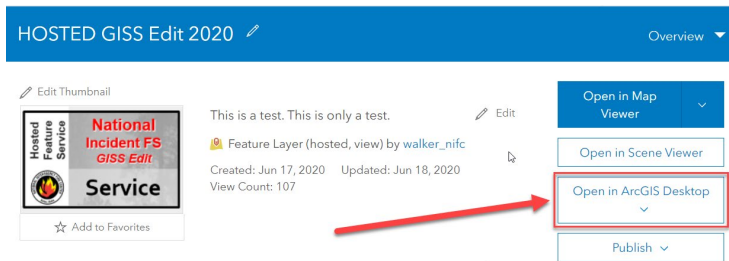 HOSTED GISS Edit 2020
Overview
Edit Thumbnail
Hosted
Feature
Service
National
Incident FS
GISS Edit
Service
Add to Favorites
This is a test. This is only a test.
Edit
Feature Layer (hosted, view) by walker_nifc
Created: Jun 17, 2020 Updated: Jun 18, 2020
View Count: 107
Open in Map
Viewer
Open in Scene Viewer
Open in ArcGIS Desktop
Publish